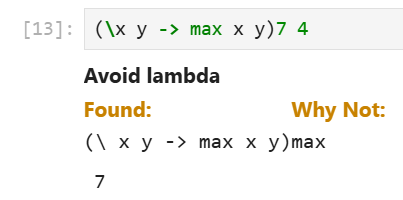 [13]: (\x y -> max x y)7 4
Avoid lambda
Found: Why Not:
(\ x y -> max x y)max
7